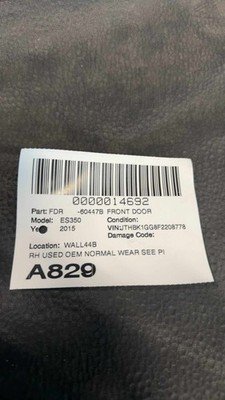 0000014692
Part: FDR -60447B FRONT DOOR
Model: ES350 Condition:
Ye 2015 VIN:JTHBK1GG8F2208778
Damage Code:
Location: WALL44B
RH USED OEM NORMAL WEAR SEE PI
A829